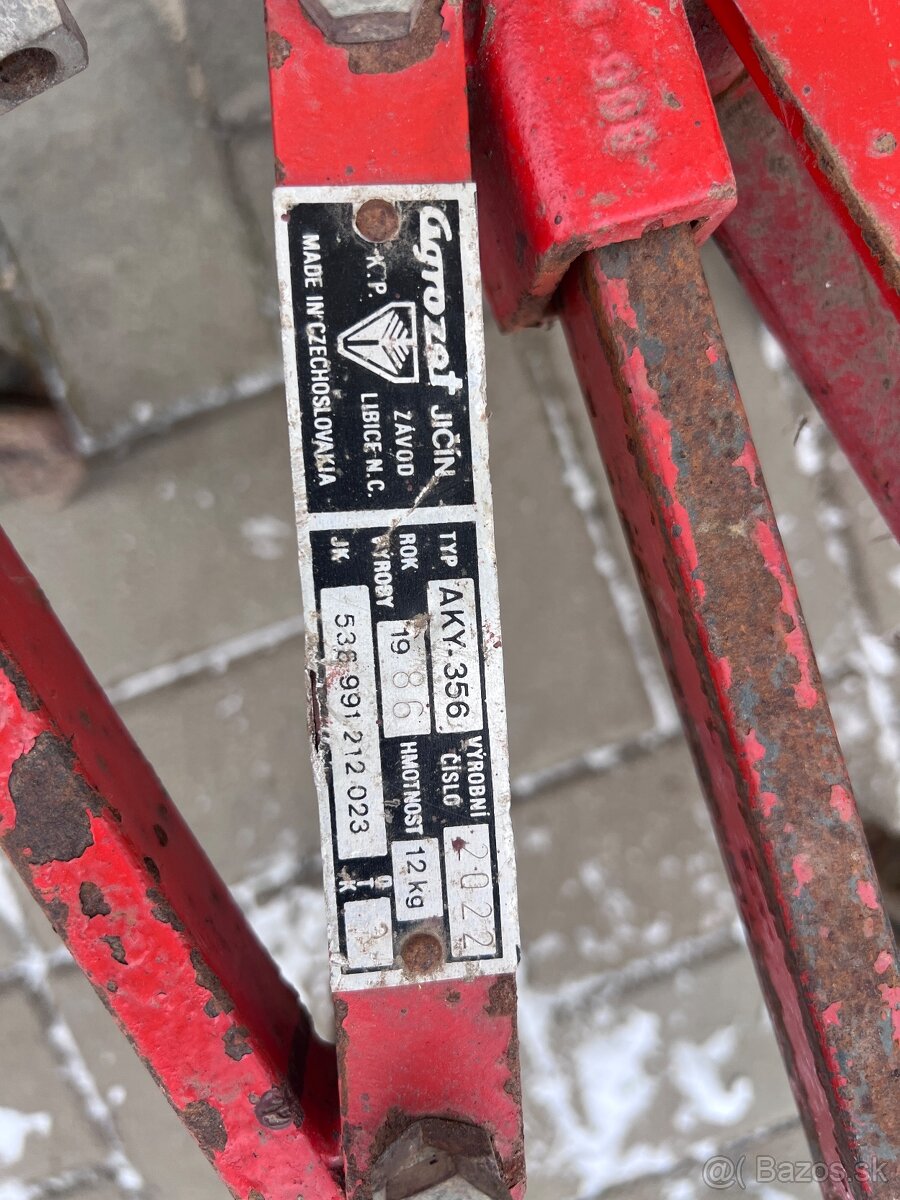 Agrozet JIČÍN
K.P. ZÁVOD
LIBICE N.C.
MADE IN CZECHOSLOVAKIA
TYP AKY-356 VÝROBNÍ ČÍSLO 2022
ROK VÝROBY 1986 HMOTNOST 12 kg
JK 536 991 212 023
@( Bazos.sk